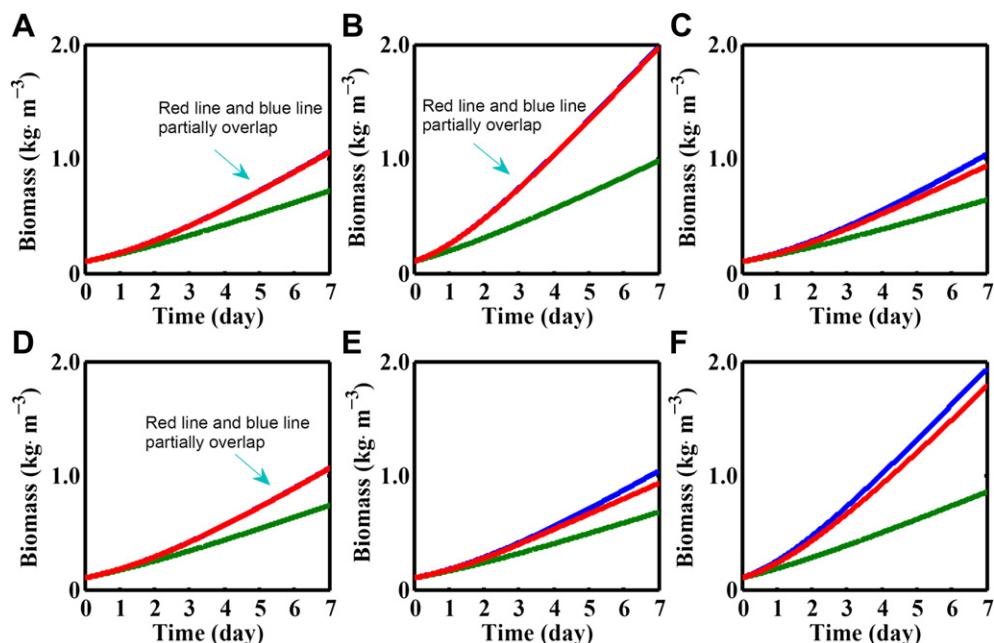 A
2.0
1.0
0
Biomass (kg· m⁻³)
Red line and blue line
partially overlap
0 1 2 3 4 5 6 7
Time (day)
B
2.0
1.0
0
Biomass (kg· m⁻³)
Red line and blue line
partially overlap
0 1 2 3 4 5 6 7
Time (day)
C
2.0
1.0
0
Biomass (kg· m⁻³)
0 1 2 3 4 5 6 7
Time (day)
D
2.0
1.0
0
Biomass (kg· m⁻³)
Red line and blue line
partially overlap
0 1 2 3 4 5 6 7
Time (day)
E
2.0
1.0
0
Biomass (kg· m⁻³)
0 1 2 3 4 5 6 7
Time (day)
F
2.0
1.0
0
Biomass (kg· m⁻³)
0 1 2 3 4 5 6 7
Time (day)